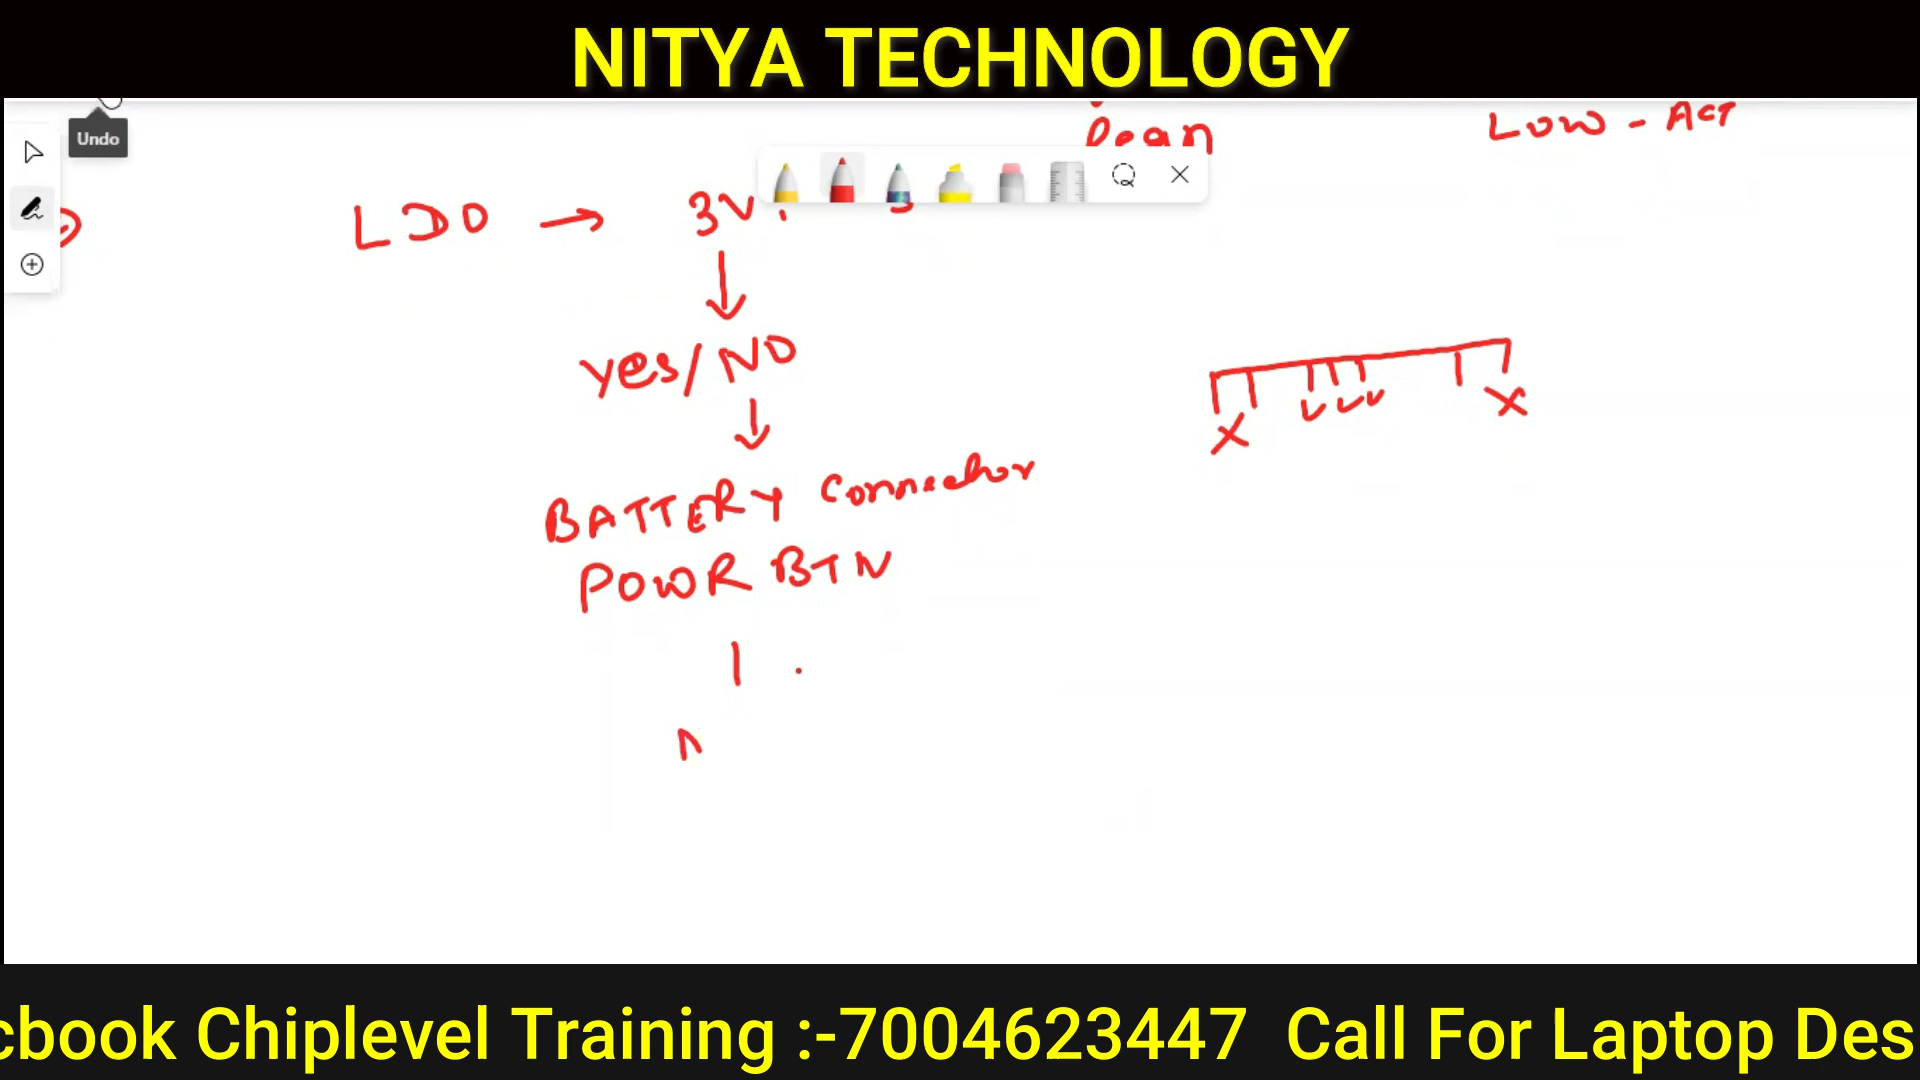 NITYA TECHNOLOGY
Undo
LOW - ACT
LDO → 3V
Yes/NO
BATTERY Connector
POWR BTN
cbook Chiplevel Training :-7004623447 Call For Laptop Des